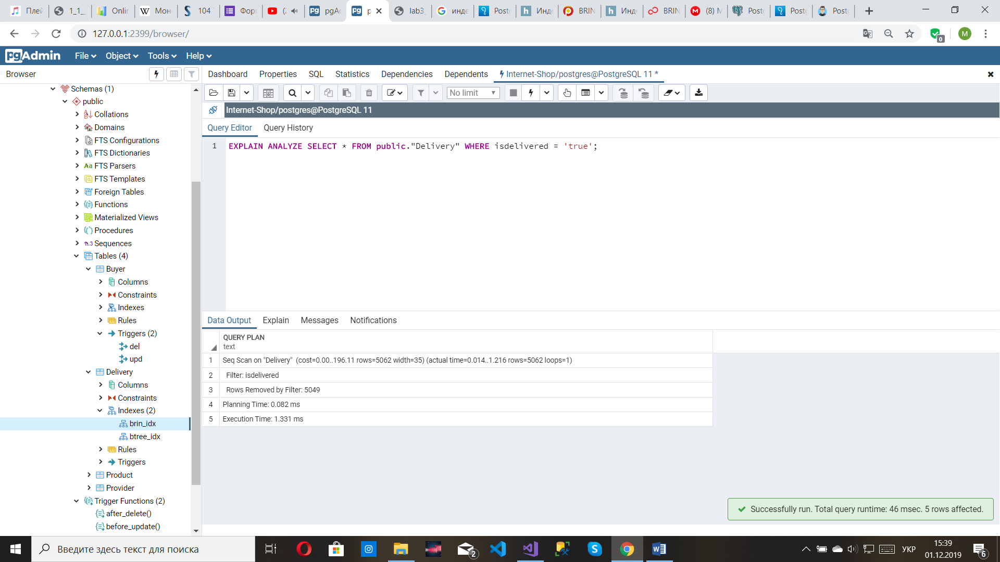 Плей
1_1_
Onlin
Мон
104
Фор
(
pgAd
p
lab3_
инде
Post
Инд
BRIN
Инд
BRIN
(8) M
Post
Post
Post
127.0.0.1:2399/browser/
0
M
pgAdmin
File
Object
Tools
Help
Browser
Dashboard
Properties
SQL
Statistics
Dependencies
Dependents
Internet-Shop/postgres@PostgreSQL 11 *
Schemas (1)
public
Collations
Domains
FTS Configurations
FTS Dictionaries
Aa FTS Parsers
FTS Templates
Foreign Tables
Functions
Materialized Views
Procedures
1..3 Sequences
Tables (4)
Buyer
Columns
Constraints
Indexes
Rules
Triggers (2)
del
upd
Delivery
Columns
Constraints
Indexes (2)
brin_idx
btree_idx
Rules
Triggers
Product
Provider
Trigger Functions (2)
after_delete()
before_update()
No limit
Internet-Shop/postgres@PostgreSQL 11
Query Editor
Query History
1 EXPLAIN ANALYZE SELECT * FROM public."Delivery" WHERE isdelivered = 'true';
Data Output
Explain
Messages
Notifications
QUERY PLAN
text
1 Seq Scan on "Delivery" (cost=0.00..196.11 rows=5062 width=35) (actual time=0.014..1.216 rows=5062 loops=1)
2 Filter: isdelivered
3 Rows Removed by Filter: 5049
4 Planning Time: 0.082 ms
5 Execution Time: 1.331 ms
Successfully run. Total query runtime: 46 msec. 5 rows affected.
Введите здесь текст для поиска
2
УКР
15:39
01.12.2019
6